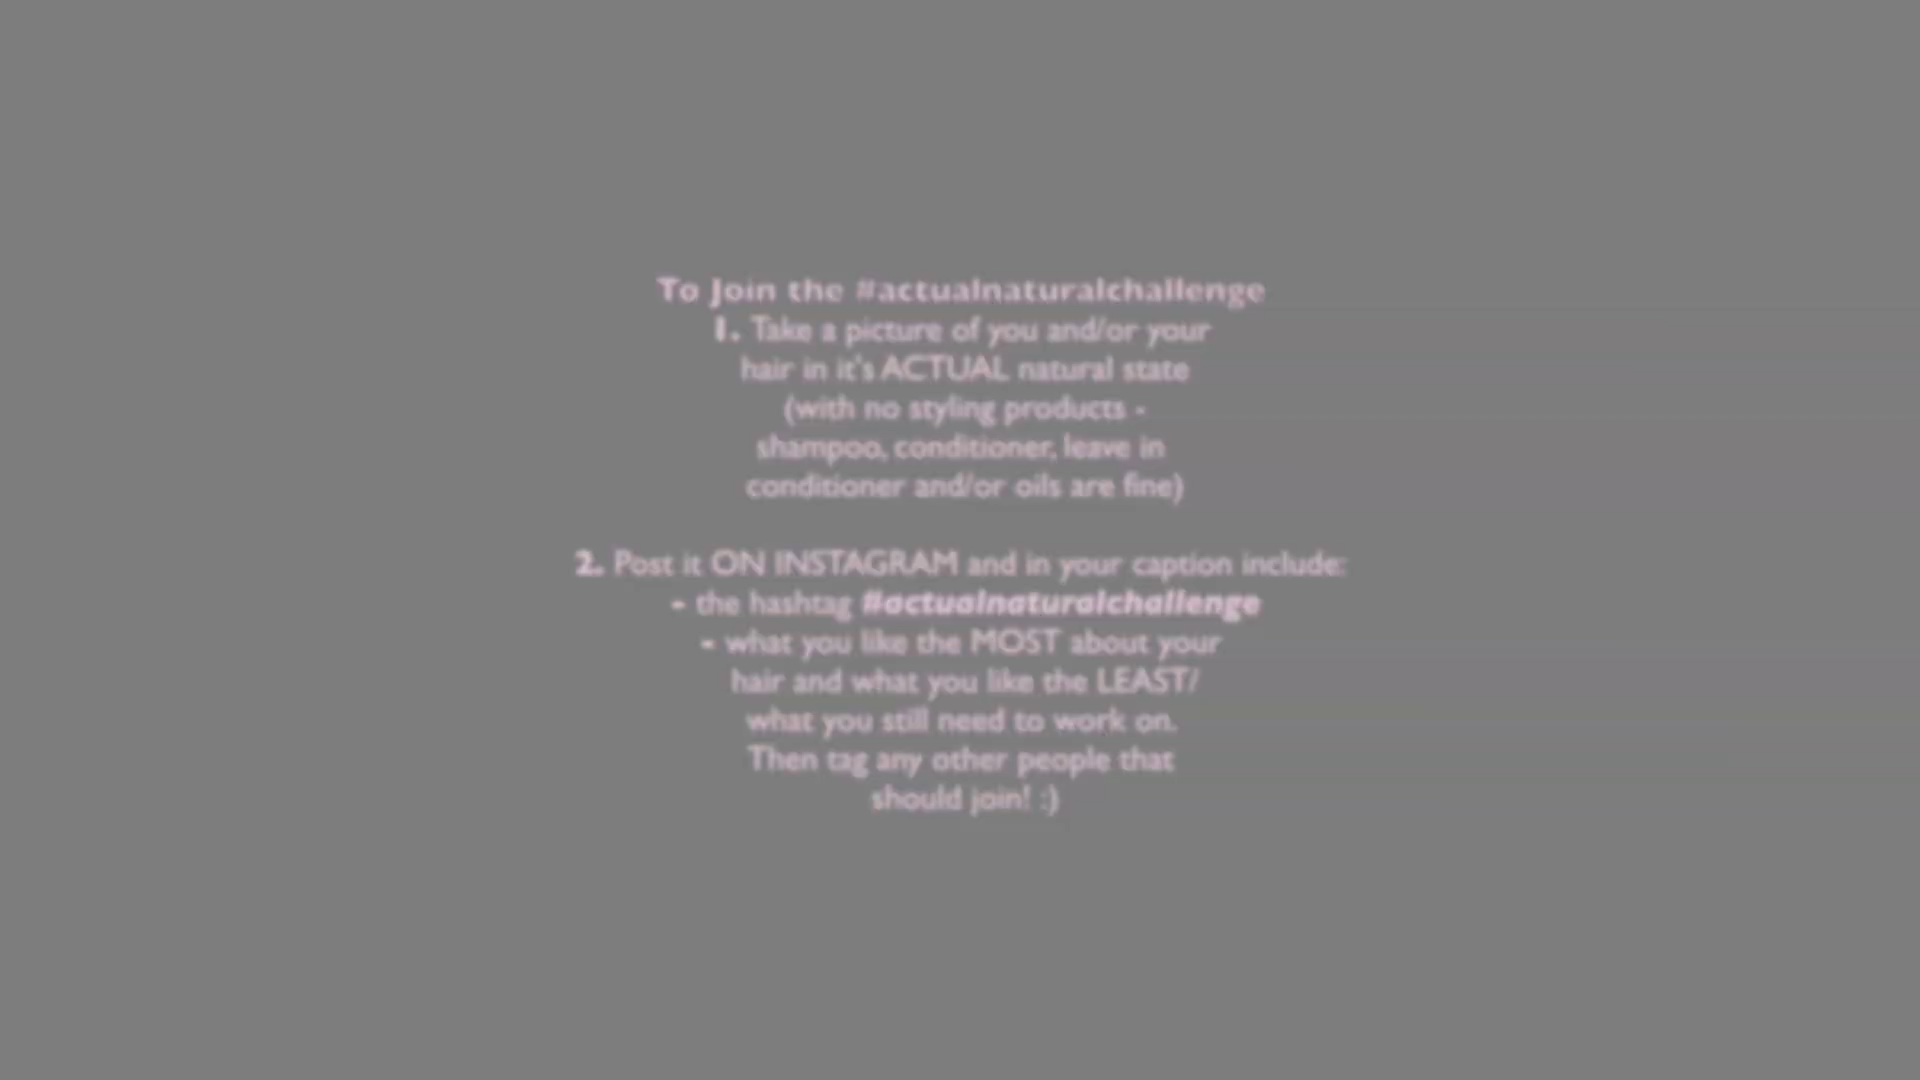 To Join the #actualnaturalchallenge
1. Take a picture of you and/or your
hair in it's ACTUAL natural state
(with no styling products -
shampoo, conditioner, leave in
conditioner and/or oils are fine)
2. Post it ON INSTAGRAM and in your caption include:
- the hashtag #actualnaturalchallenge
- what you like the MOST about your
hair and what you like the LEAST/
what you still need to work on.
Then tag any other people that
should join! :)